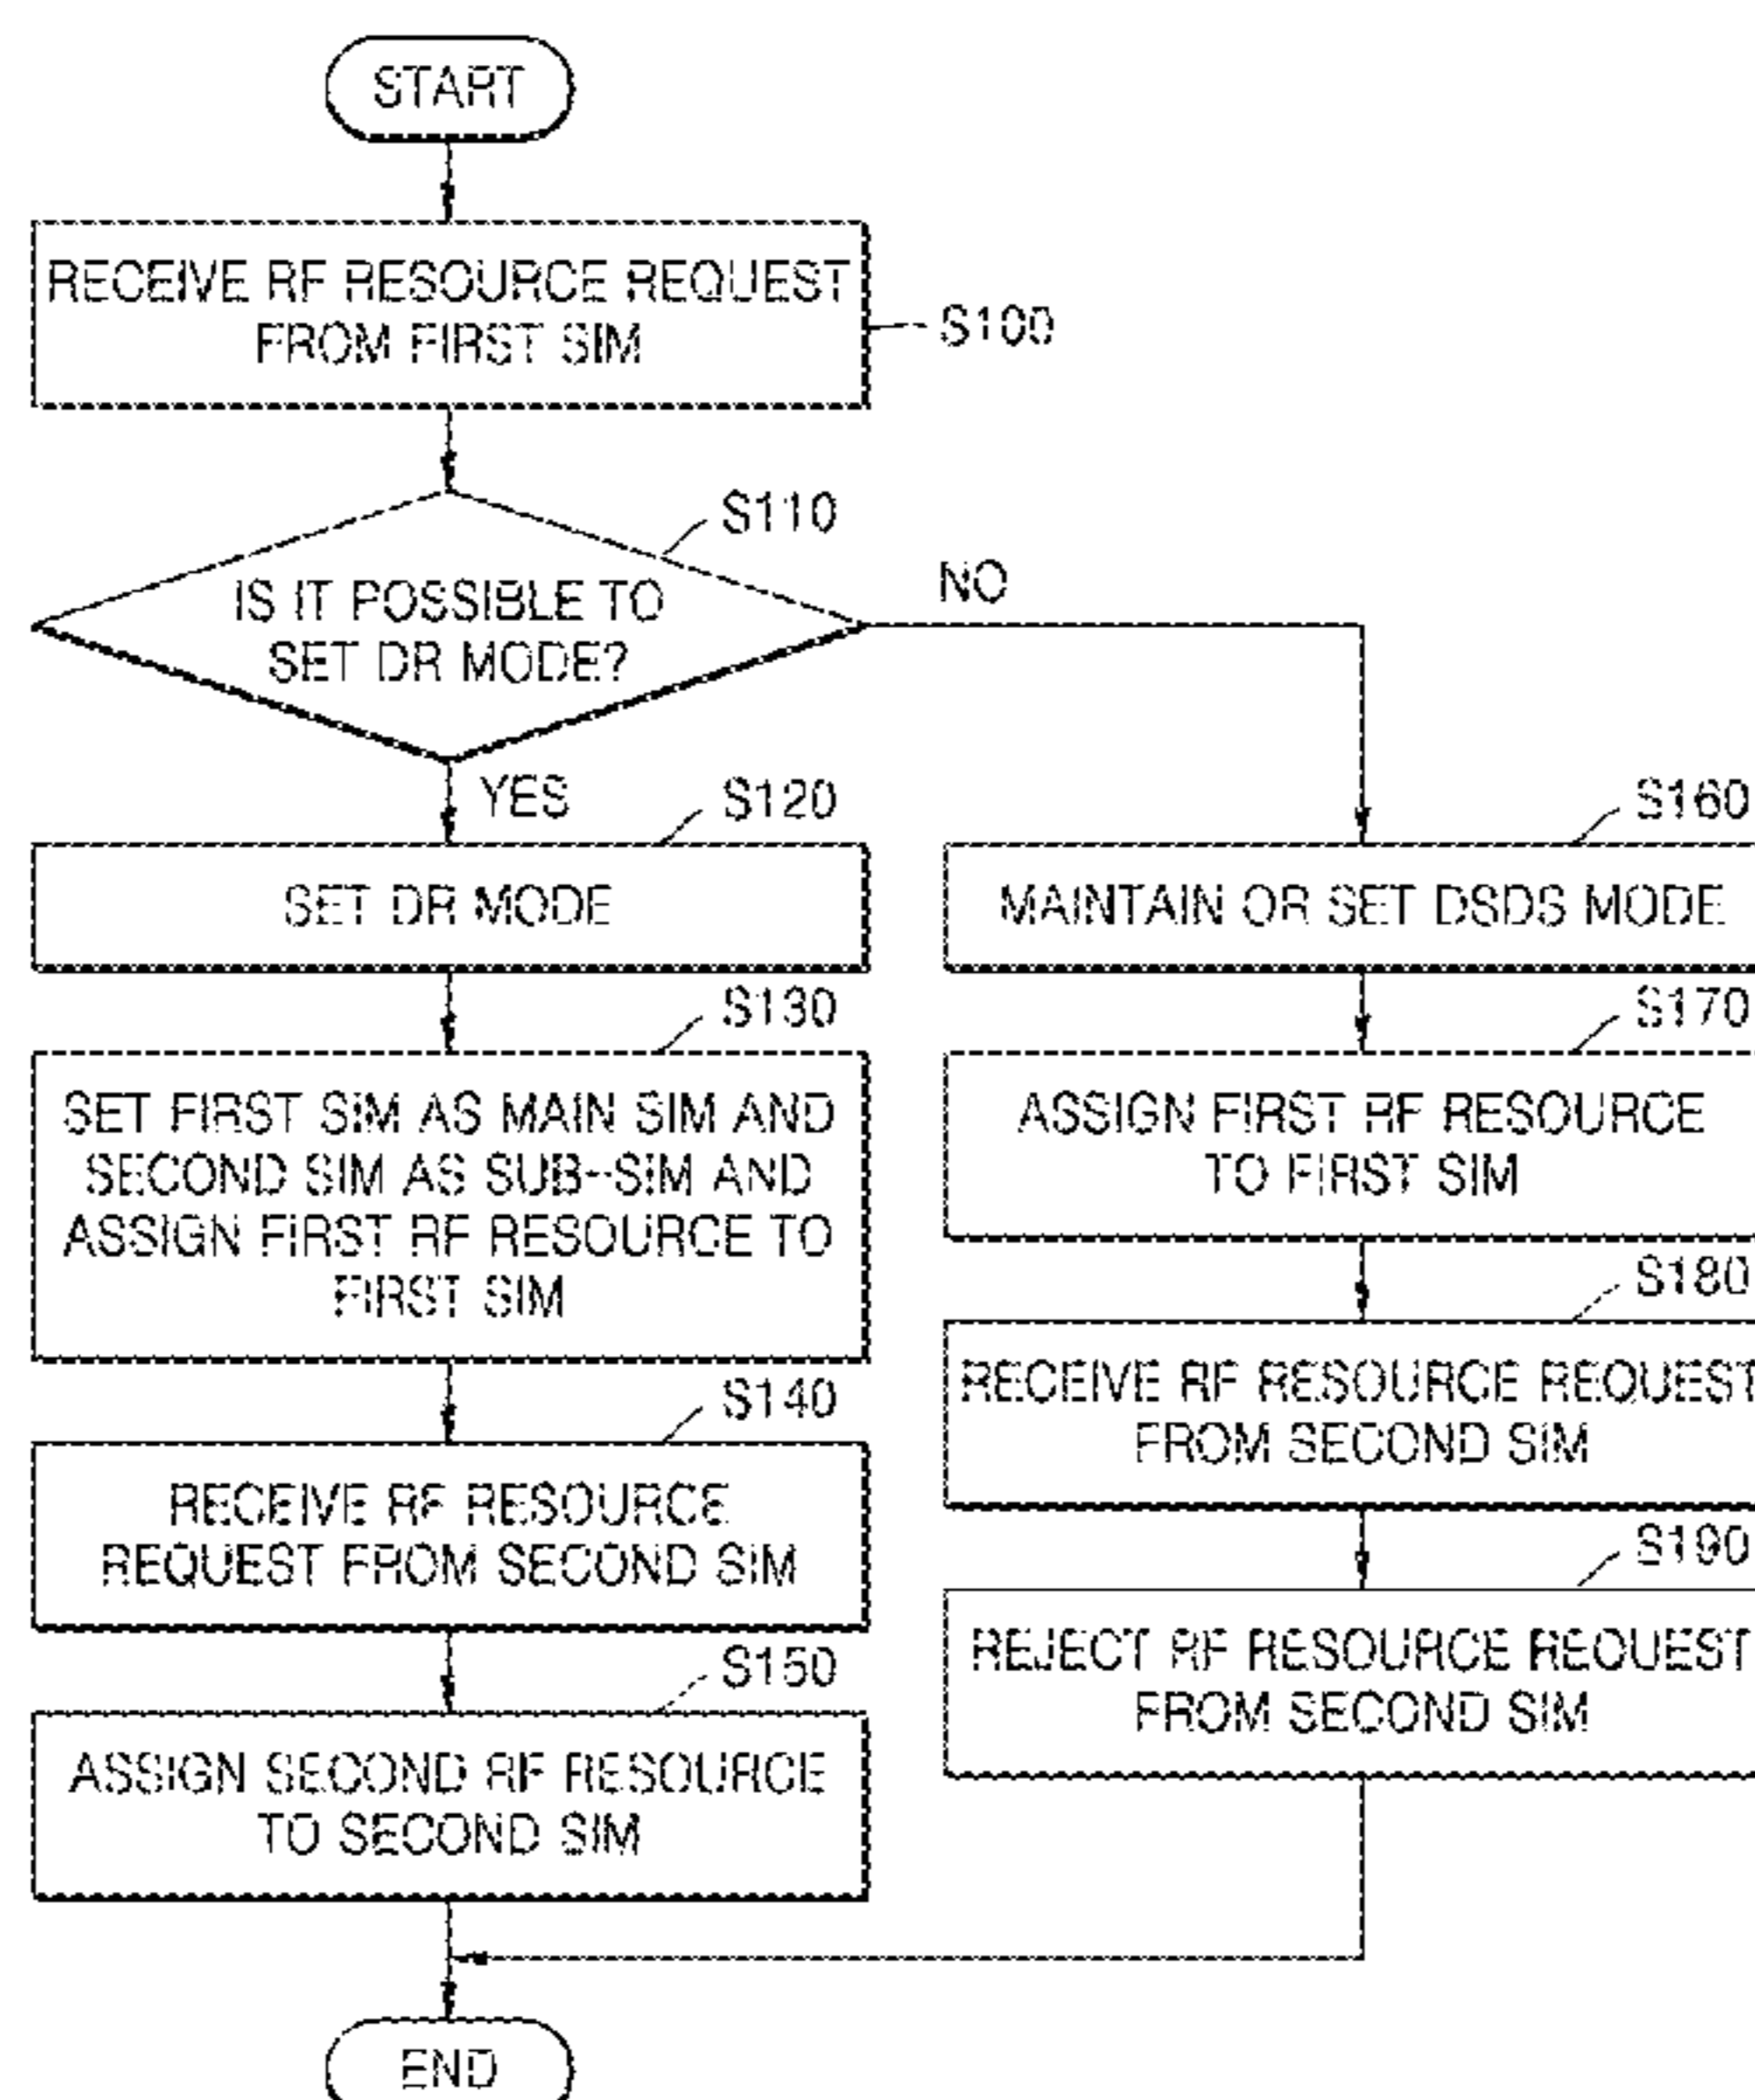 START
RECEIVE RF RESOURCE REQUEST
FROM FIRST SIM
S100
S110
IS IT POSSIBLE TO
SET DR MODE?
NO
YES
S120
SET DR MODE
S130
SET FIRST SIM AS MAIN SIM AND
SECOND SIM AS SUB-SIM AND
ASSIGN FIRST RF RESOURCE TO
FIRST SIM
S140
RECEIVE RF RESOURCE
REQUEST FROM SECOND SIM
S150
ASSIGN SECOND RF RESOURCE
TO SECOND SIM
S160
MAINTAIN OR SET DSDS MODE
S170
ASSIGN FIRST RF RESOURCE
TO FIRST SIM
S180
RECEIVE RF RESOURCE REQUEST
FROM SECOND SIM
S190
REJECT RF RESOURCE REQUEST
FROM SECOND SIM
END